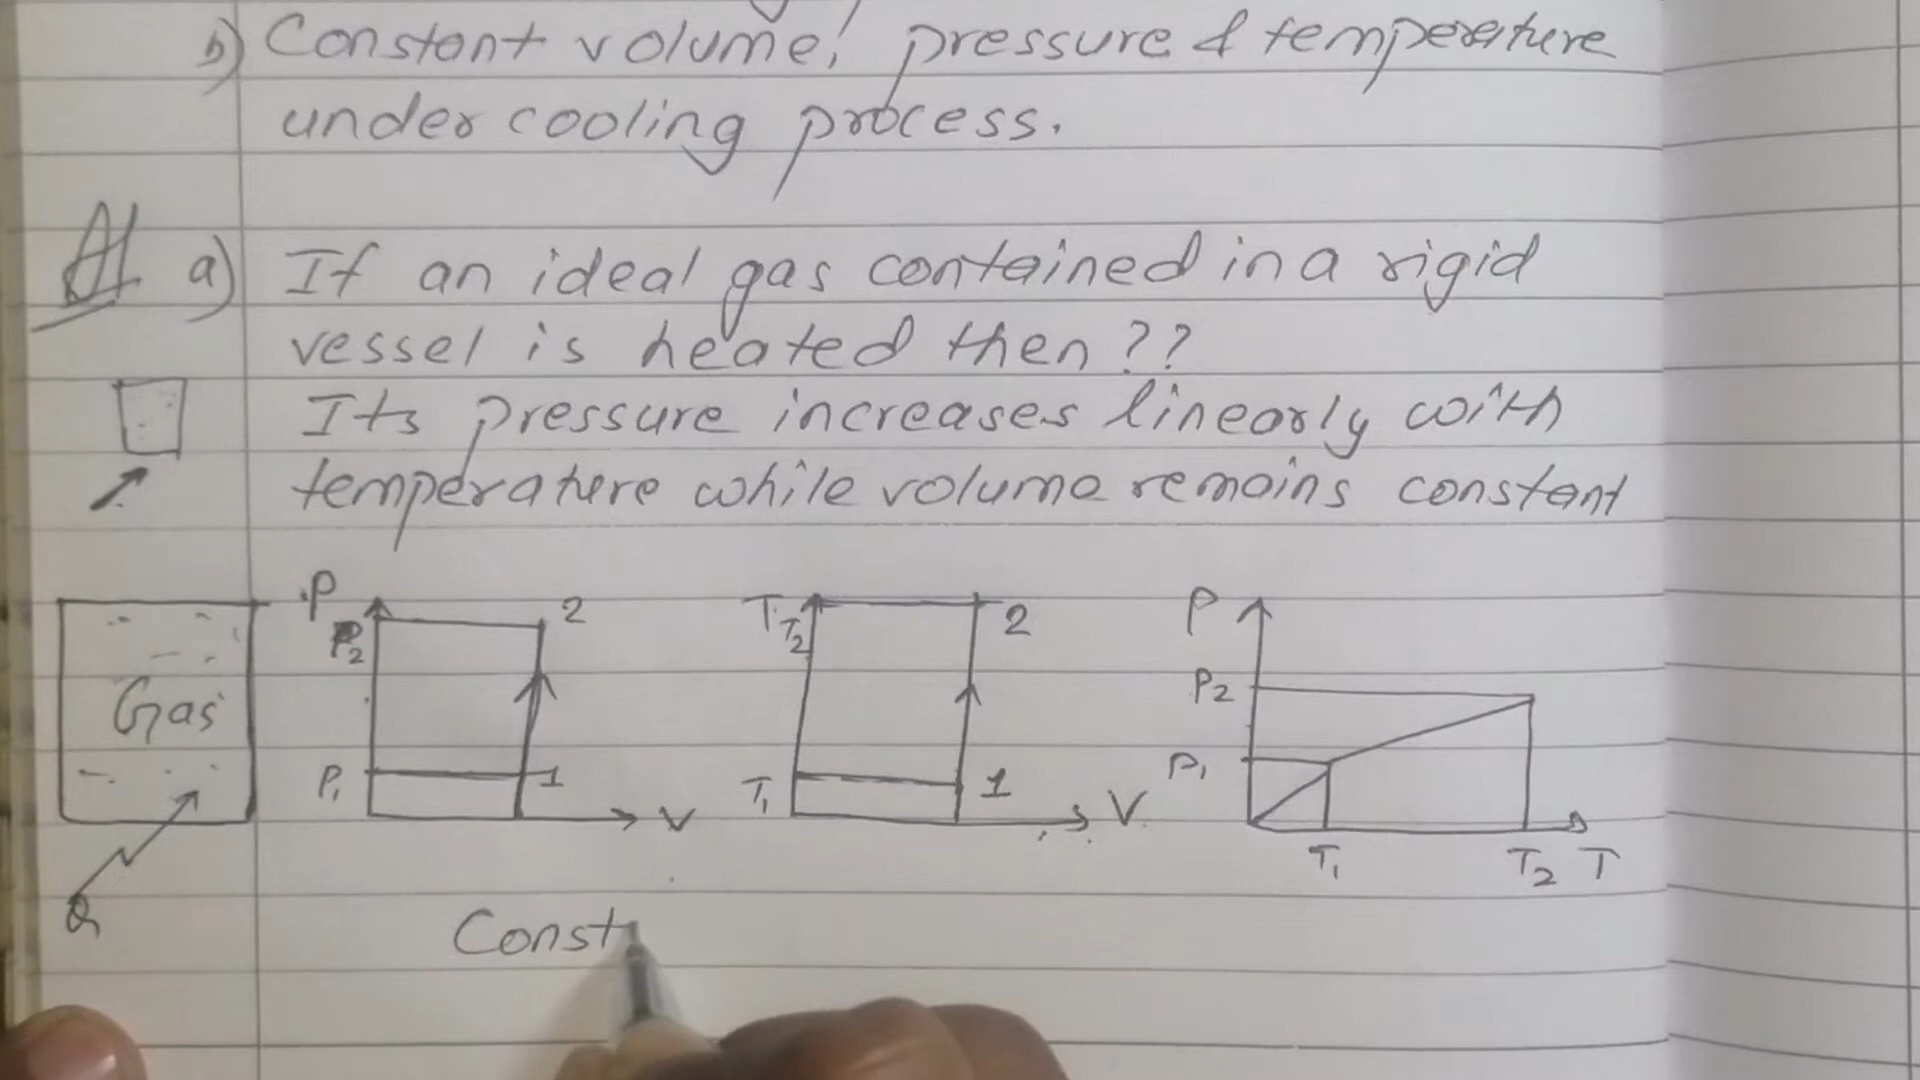 b) Constant volume, pressure & temperature
under cooling process.
A1 a) If an ideal gas contained in a rigid
vessel is heated then ??
Its pressure increases linearly with
temperature while volume remains constant
Gas
Q
P
P2
2
P1
1
V
T
T2
2
T1
1
V
P
P2
P1
T1
T2 T
Const